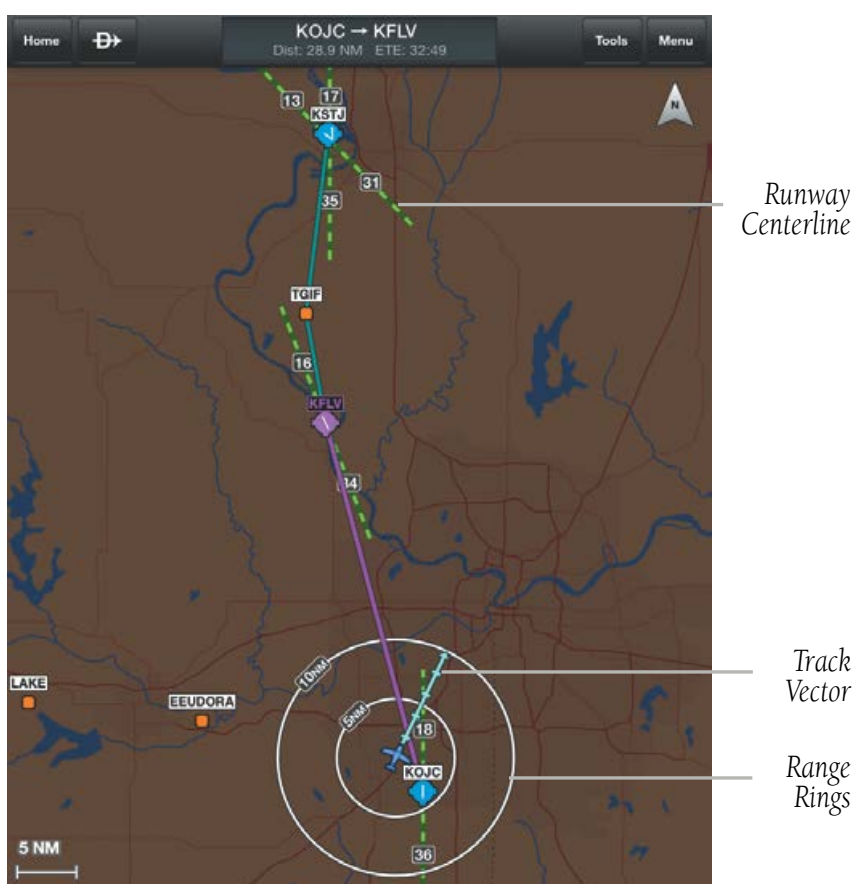 Home
D
KOJC → KFLV
Dist: 28.9 NM ETE: 32:49
Tools
Menu
N
13
17
KSTJ
31
35
Runway
Centerline
TGIF
16
KFLV
34
10NM
Track
Vector
LAKE
EEUDORA
5NM
18
KOJC
Range
Rings
5 NM
36